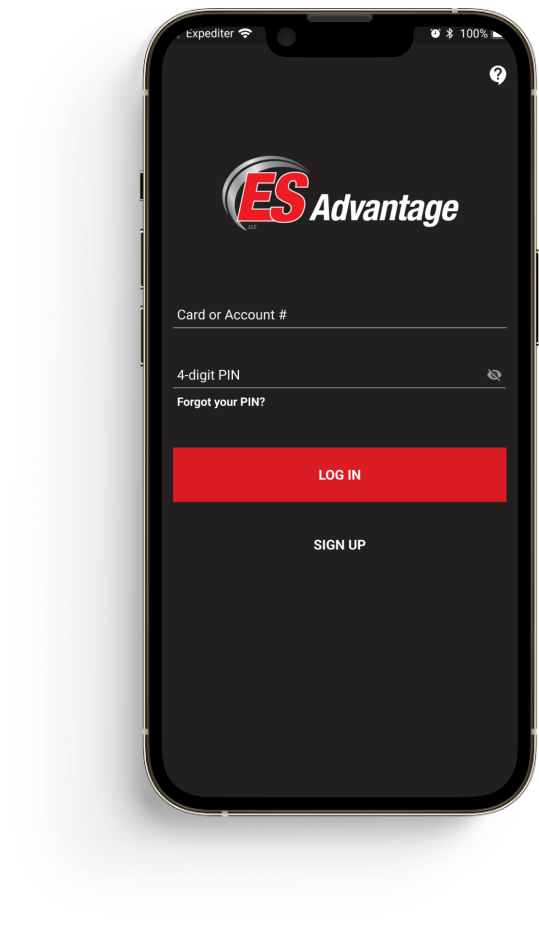 Expediter 100%
ES Advantage
LLC
Card or Account #
4-digit PIN
Forgot your PIN?
LOG IN
SIGN UP